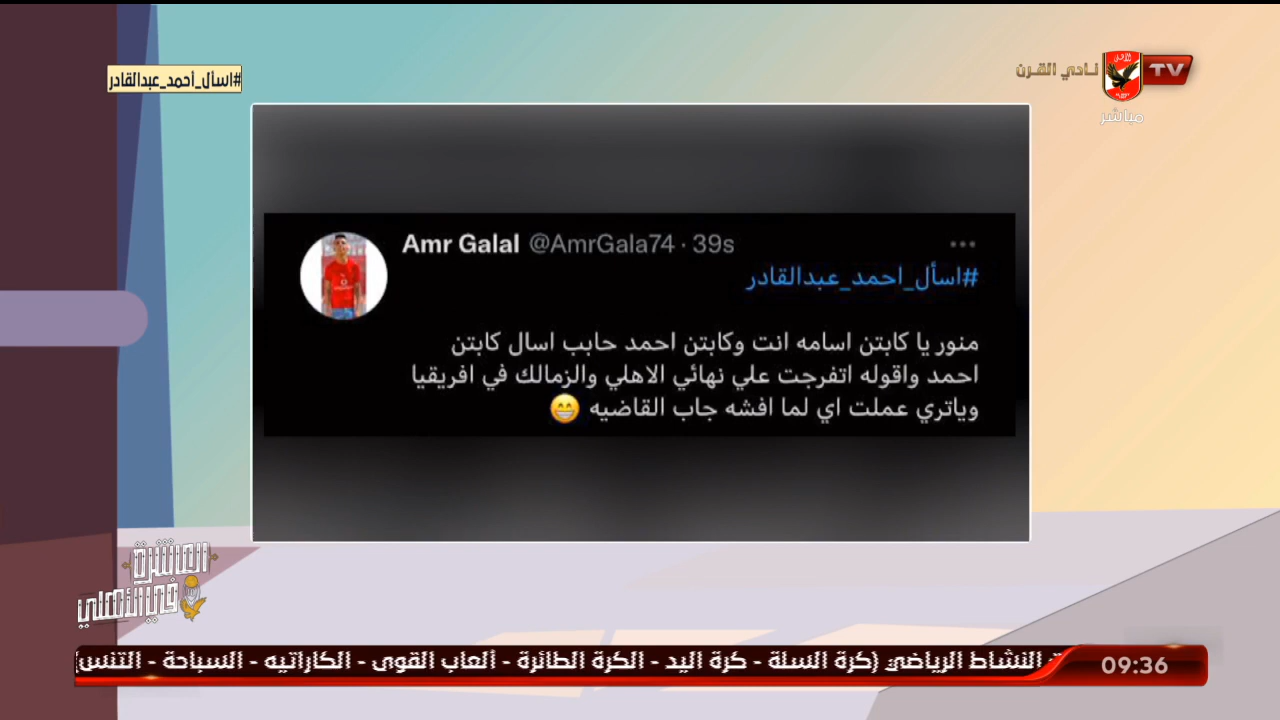 #اسأل_أحمد_عبدالقادر
نادي القرن
TV
مباشر
Amr Galal @AmrGala74 · 39s
#اسأل_احمد_عبدالقادر
منور يا كابتن اسامه انت وكابتن احمد حابب اسال كابتن
احمد واقوله اتفرجت علي نهائي الاهلي والزمالك في افريقيا
وياتري عملت اي لما افشه جاب القاضيه 😁
العاشرة
في الأهلي
النشاط الرياضي (كرة السلة - كرة اليد - الكرة الطائرة - ألعاب القوى - الكاراتيه - السباحة - التنس)
09:36